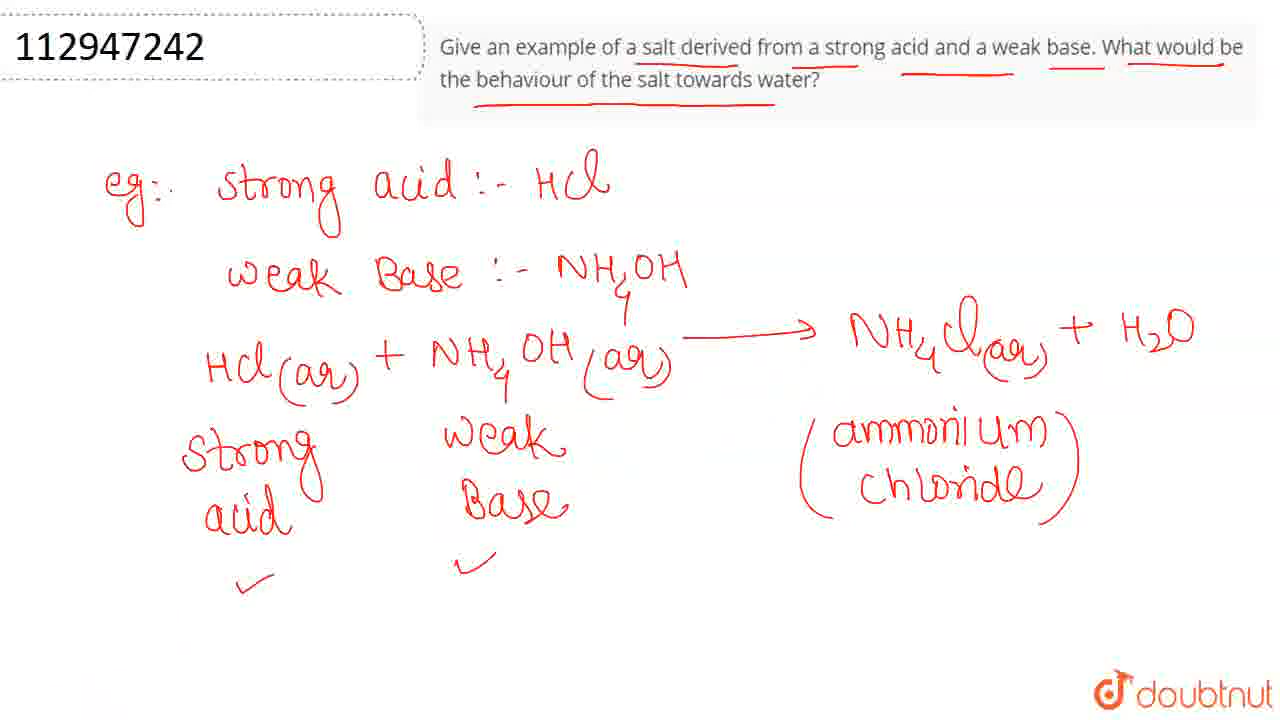 112947242
Give an example of a salt derived from a strong acid and a weak base. What would be
the behaviour of the salt towards water?
eg:- strong acid :- HCl
weak Base :- NH4OH
HCl(aq) + NH4OH(aq) ⟶ NH4Cl(aq) + H2O
strong weak (ammonium
acid Base chloride)
doubtnut